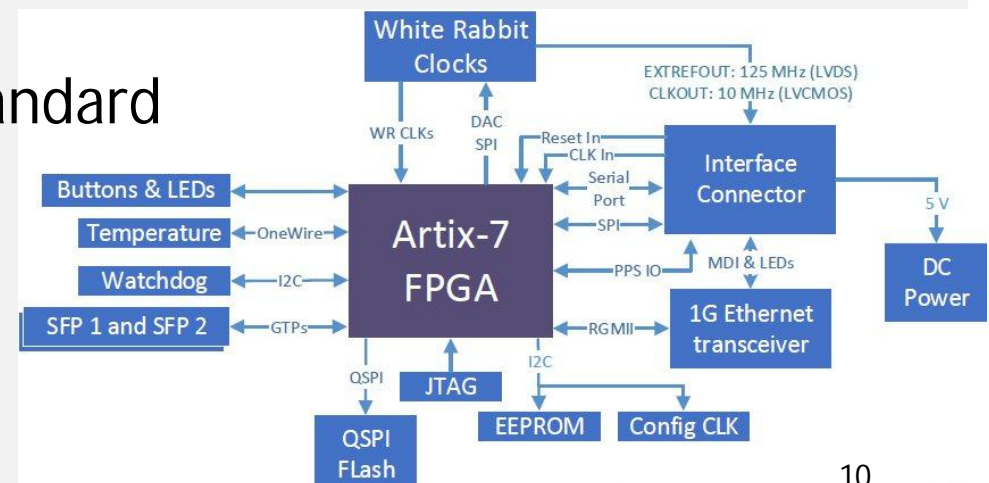 White Rabbit
Clocks
EXTREFOUT: 125 MHz (LVDS)
CLKOUT: 10 MHz (LVCMOS)
andard
WR CLKs
DAC
SPI
Reset In
CLK In
Serial
Port
SPI
Interface
Connector
Buttons & LEDs
Temperature
OneWire
Watchdog
I2C
SFP 1 and SFP 2
GTPs
Artix-7
FPGA
PPS IO
MDI & LEDs
5 V
DC
Power
RGMII
1G Ethernet
transceiver
QSPI
JTAG
I2C
QSPI
FLash
EEPROM
Config CLK
10